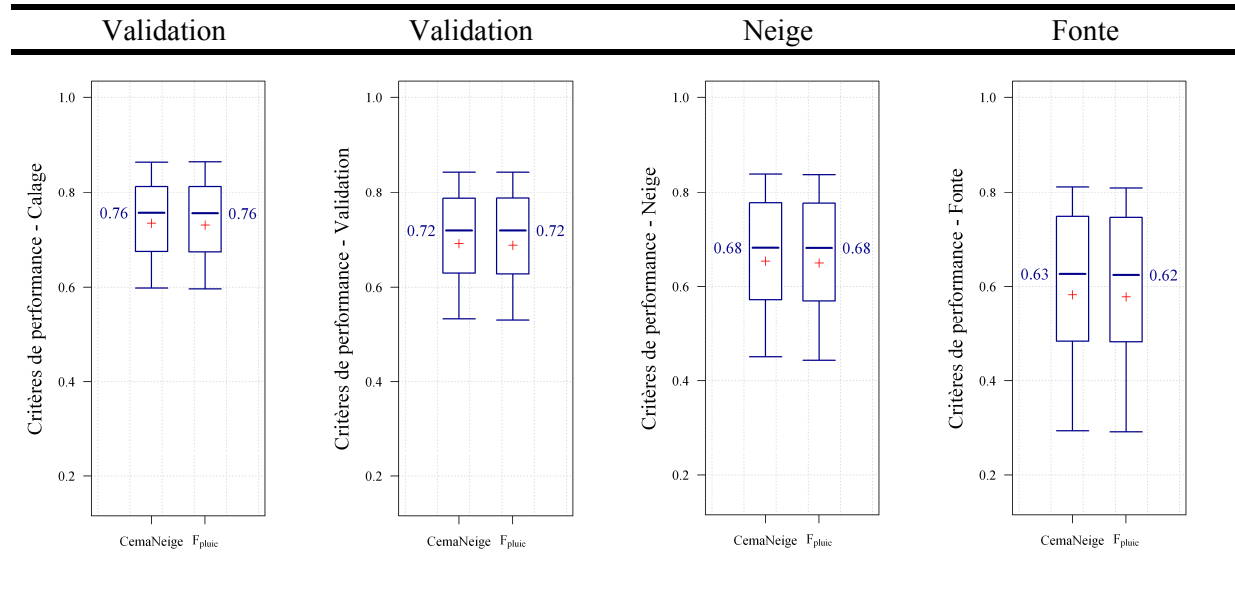 Validation Validation Neige Fonte
Critères de performance - Calage
1.0
0.8
0.6
0.4
0.2
0.76 0.76
CemaNeige Fpluie
Critères de performance - Validation
1.0
0.8
0.6
0.4
0.2
0.72 0.72
CemaNeige Fpluie
Critères de performance - Neige
1.0
0.8
0.6
0.4
0.2
0.68 0.68
CemaNeige Fpluie
Critères de performance - Fonte
1.0
0.8
0.6
0.4
0.2
0.63 0.62
CemaNeige Fpluie